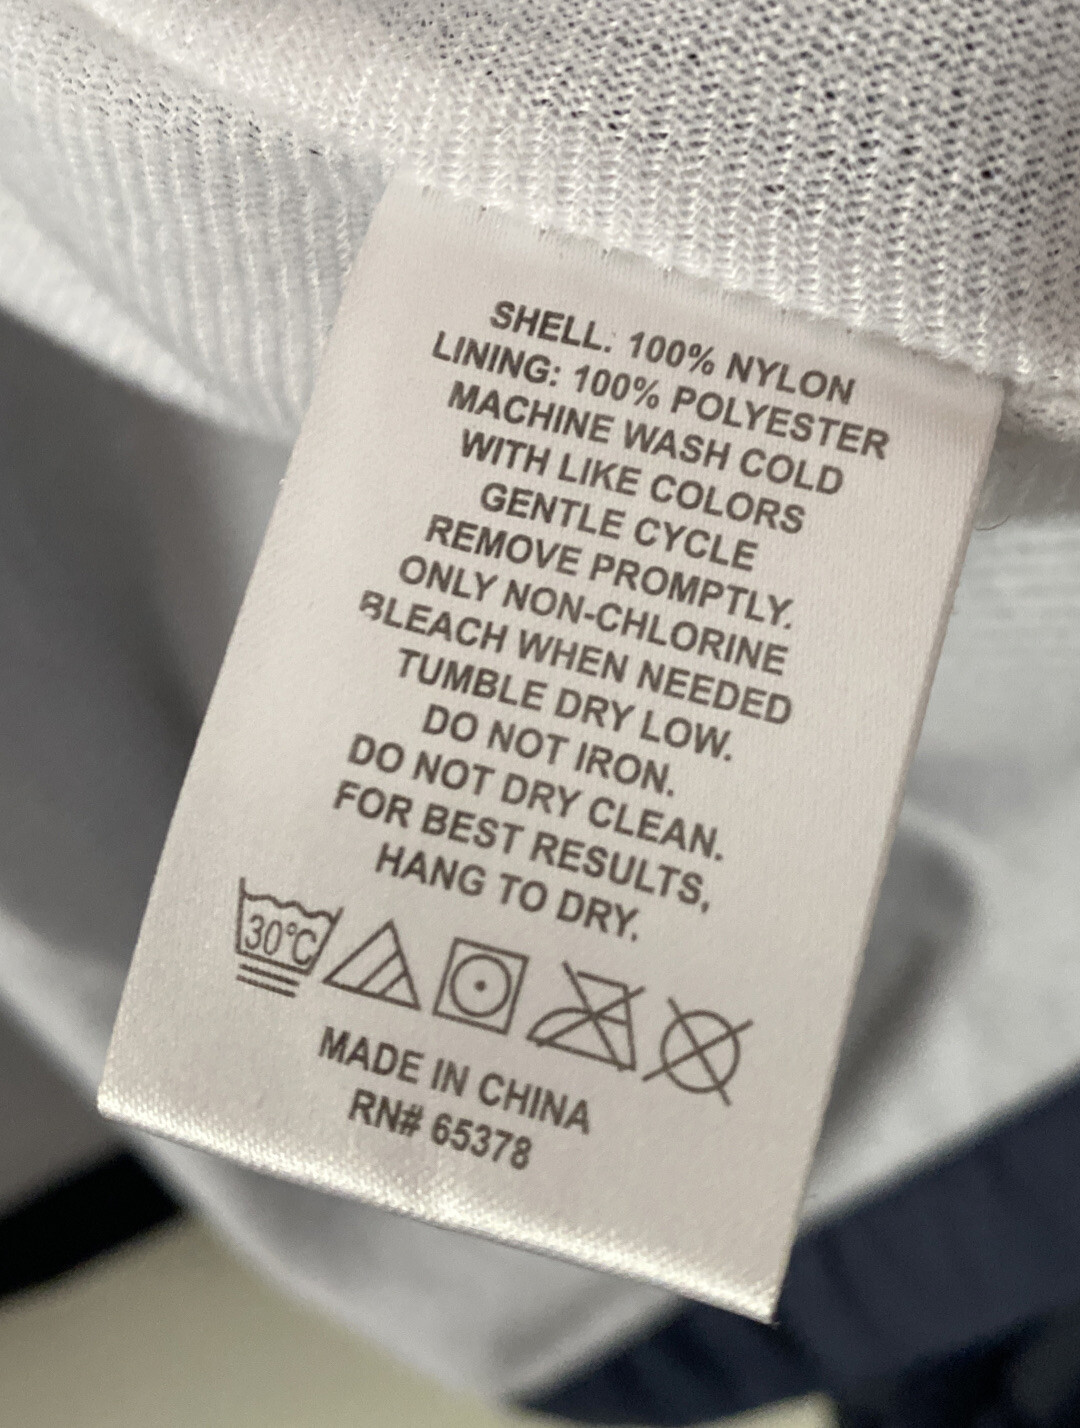 SHELL: 100% NYLON
LINING: 100% POLYESTER
MACHINE WASH COLD
WITH LIKE COLORS
GENTLE CYCLE
REMOVE PROMPTLY.
ONLY NON-CHLORINE
BLEACH WHEN NEEDED
TUMBLE DRY LOW.
DO NOT IRON.
DO NOT DRY CLEAN.
FOR BEST RESULTS,
HANG TO DRY.
30°C
MADE IN CHINA
RN# 65378